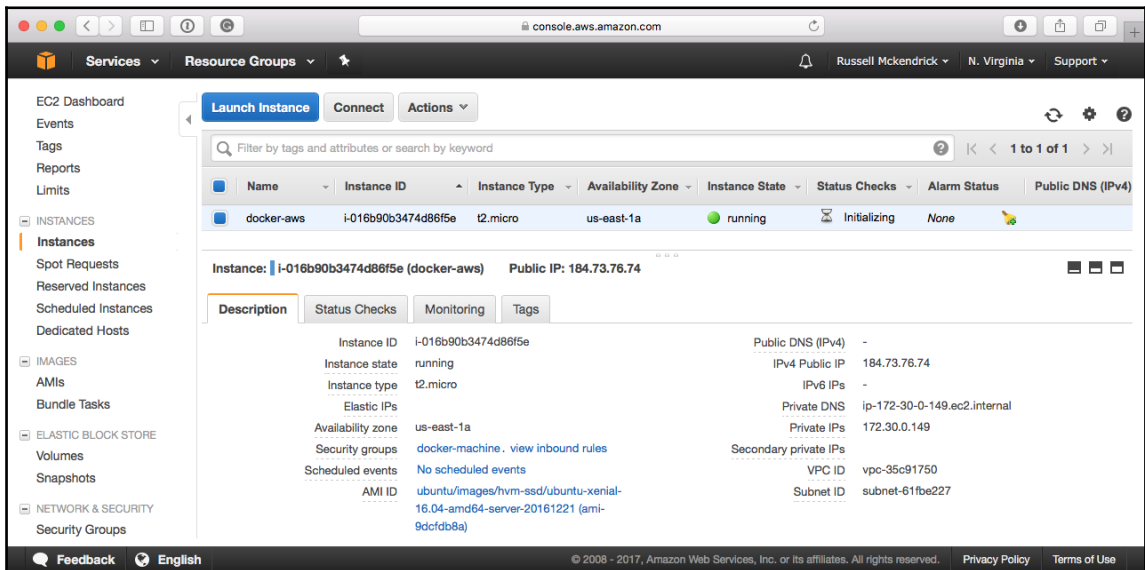 console.aws.amazon.com
Services Resource Groups Russell Mckendrick N. Virginia Support
EC2 Dashboard
Events
Tags
Reports
Limits
INSTANCES
Instances
Spot Requests
Reserved Instances
Scheduled Instances
Dedicated Hosts
IMAGES
AMIs
Bundle Tasks
ELASTIC BLOCK STORE
Volumes
Snapshots
NETWORK & SECURITY
Security Groups
Launch Instance Connect Actions
Filter by tags and attributes or search by keyword 1 to 1 of 1
Name Instance ID Instance Type Availability Zone Instance State Status Checks Alarm Status Public DNS (IPv4)
docker-aws i-016b90b3474d86f5e t2.micro us-east-1a running Initializing None
Instance: i-016b90b3474d86f5e (docker-aws) Public IP: 184.73.76.74
Description Status Checks Monitoring Tags
Instance ID i-016b90b3474d86f5e
Instance state running
Instance type t2.micro
Elastic IPs
Availability zone us-east-1a
Security groups docker-machine. view inbound rules
Scheduled events No scheduled events
AMI ID ubuntu/images/hvm-ssd/ubuntu-xenial-
16.04-amd64-server-20161221 (ami-
9dcfdb8a)
Public DNS (IPv4) -
IPv4 Public IP 184.73.76.74
IPv6 IPs -
Private DNS ip-172-30-0-149.ec2.internal
Private IPs 172.30.0.149
Secondary private IPs
VPC ID vpc-35c91750
Subnet ID subnet-61fbe227
Feedback English © 2008 - 2017, Amazon Web Services, Inc. or its affiliates. All rights reserved. Privacy Policy Terms of Use